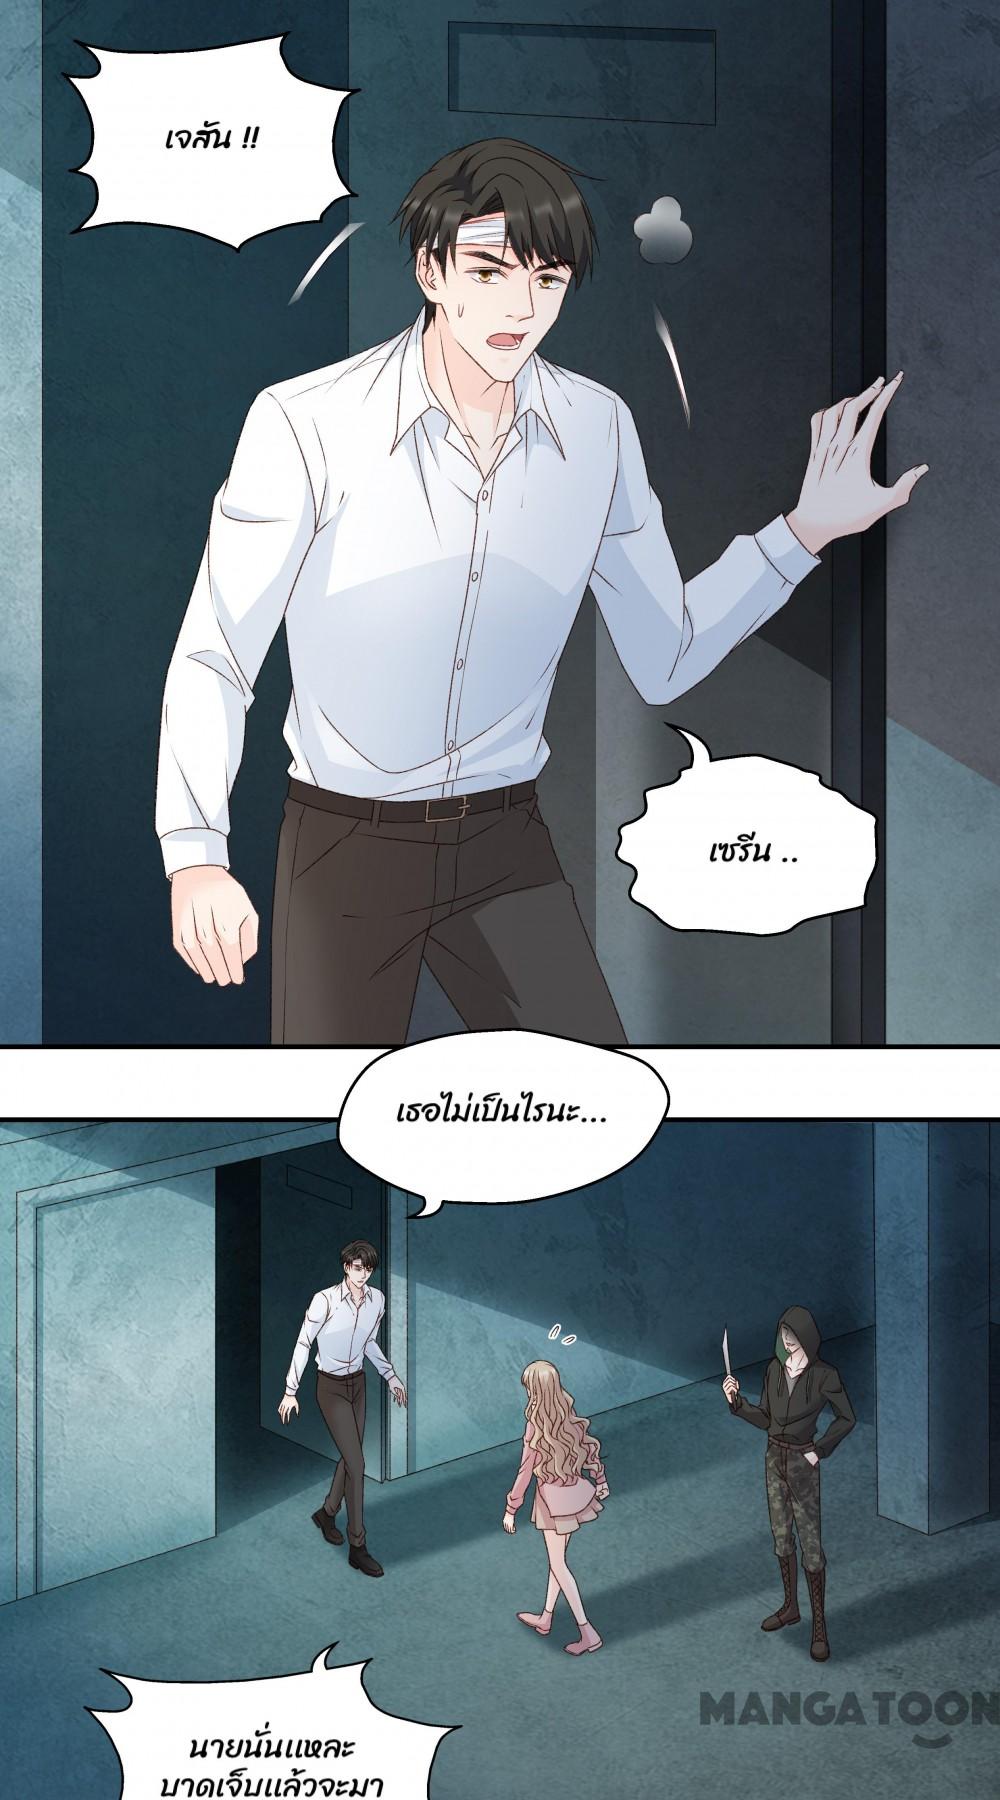 เจสัน !!
เซรีน ..
เธอไม่เป็นไรนะ...
MANGATOON
นายนั่นแหละ
บาดเจ็บแล้วจะมา